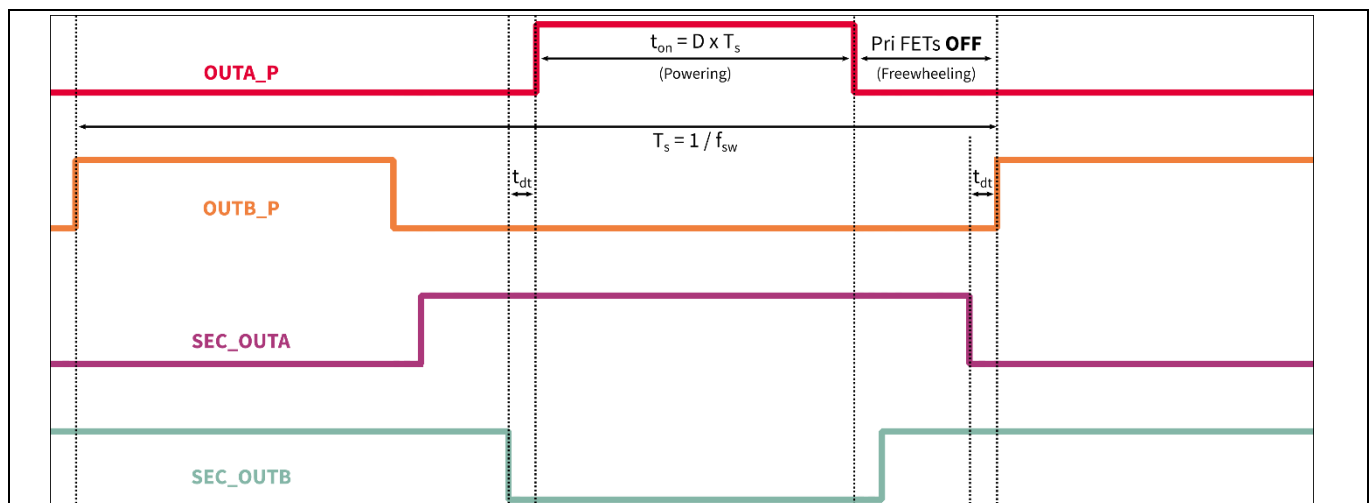 t_on = D x T_s
Pri FETs OFF
OUTA_P
(Powering)
(Freewheeling)
T_s = 1 / f_sw
t_dt
t_dt
OUTB_P
SEC_OUTA
SEC_OUTB